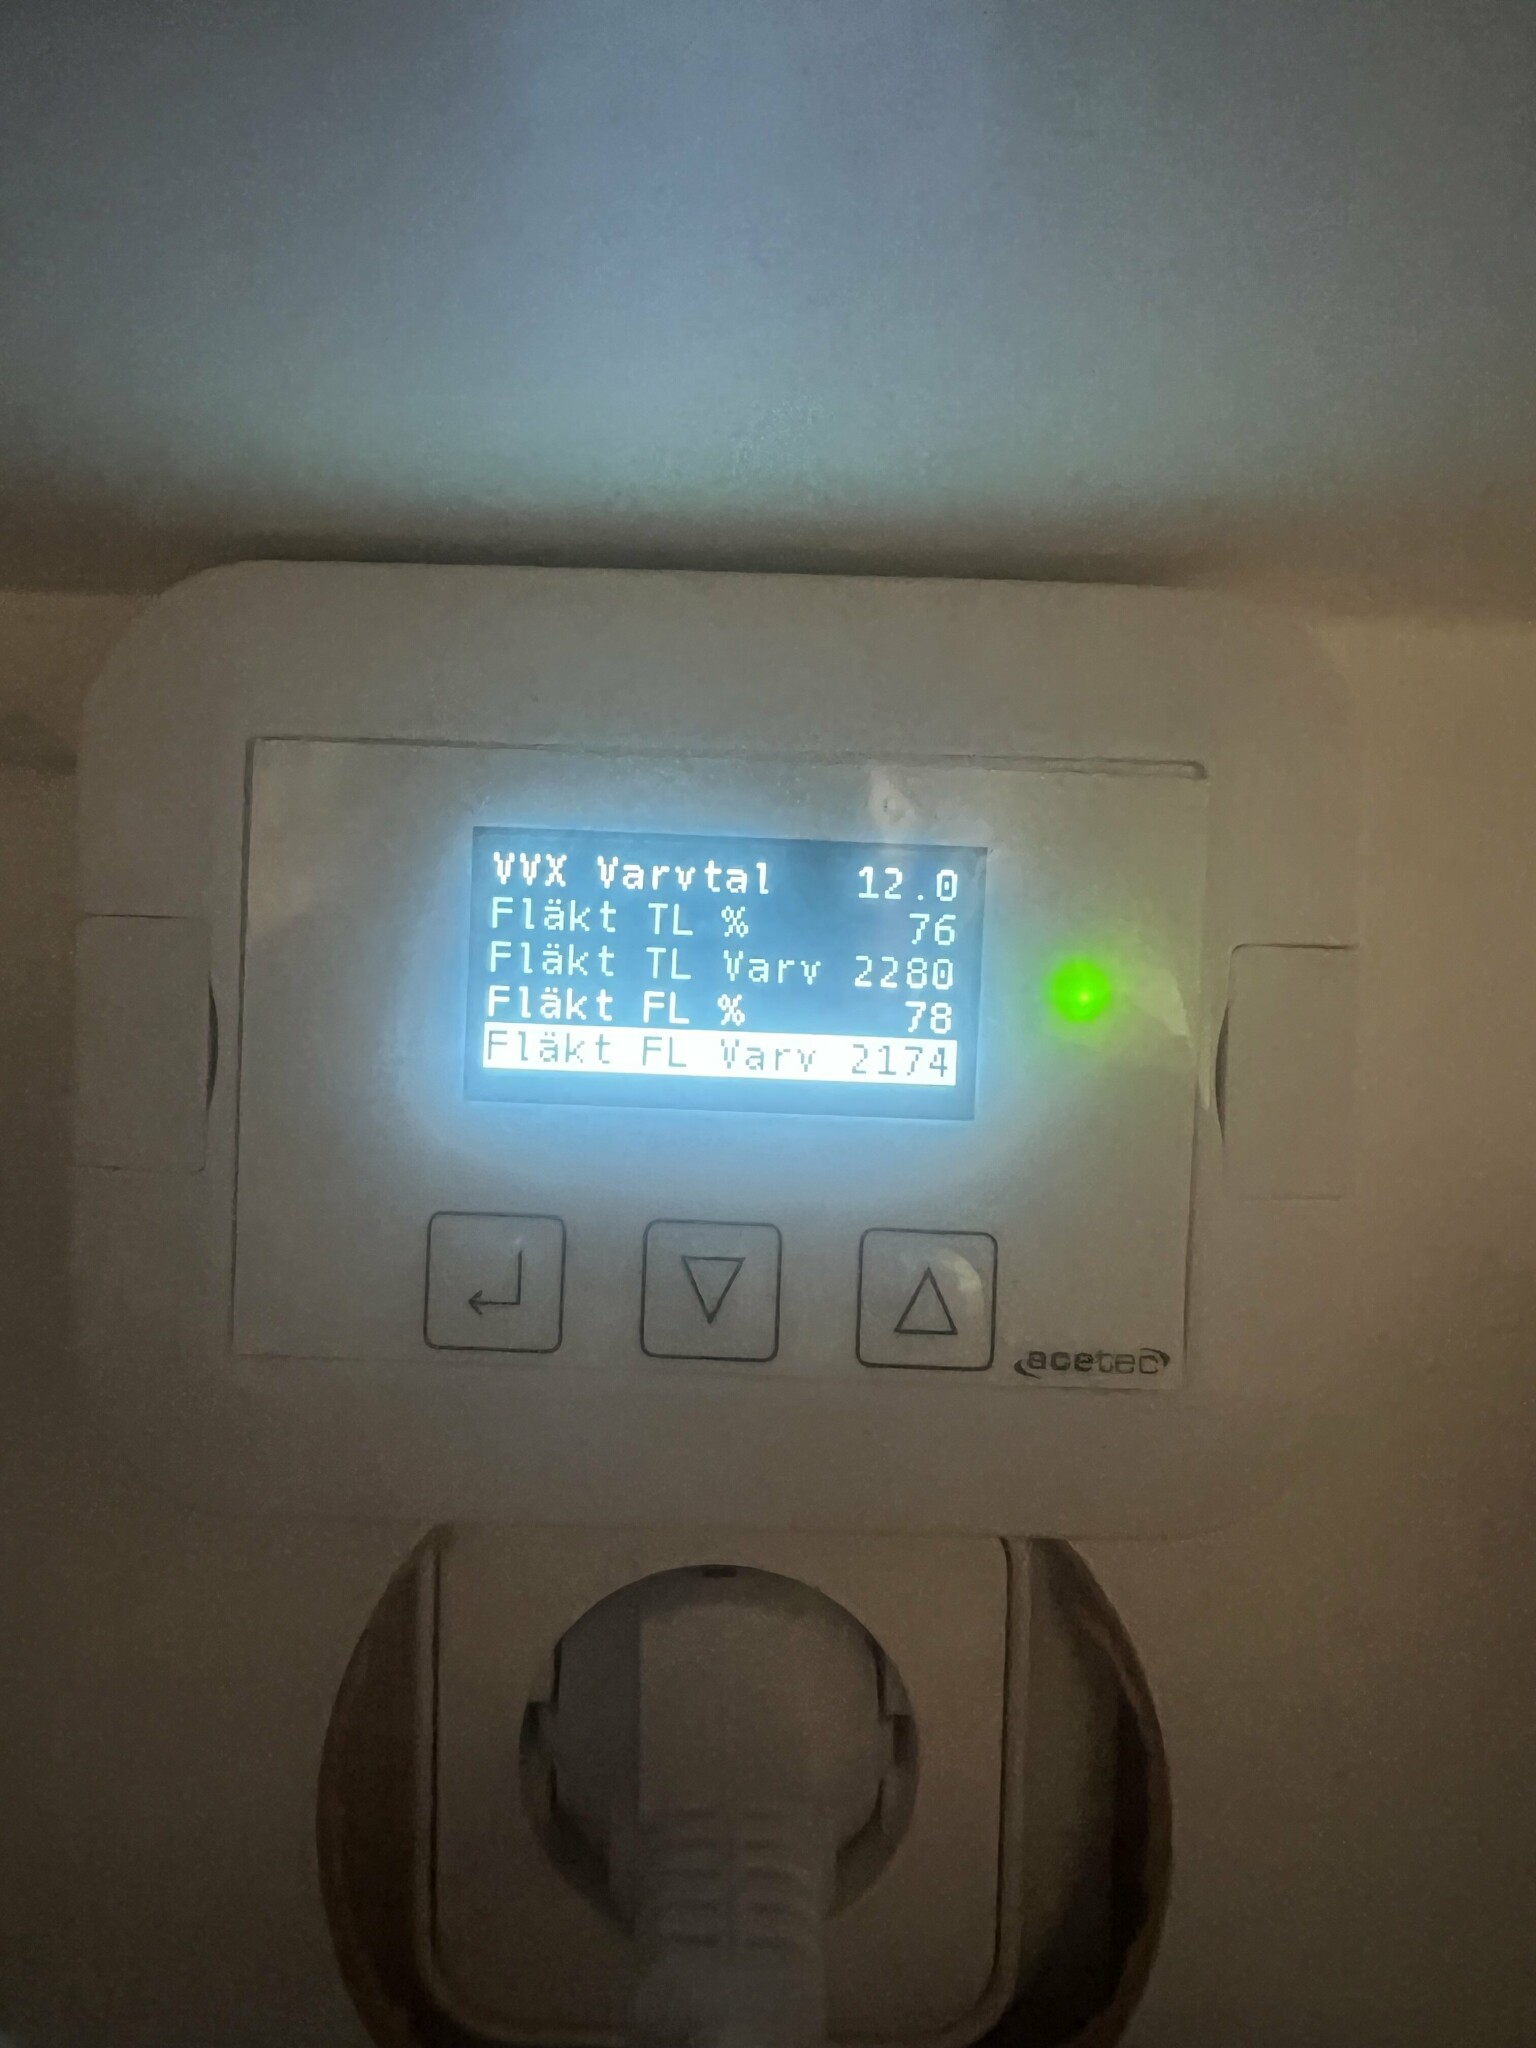 VVX Varvtal 12.0
Fläkt TL % 76
Fläkt TL Varv 2280
Fläkt FL % 78
Fläkt FL Varv 2174
acetec